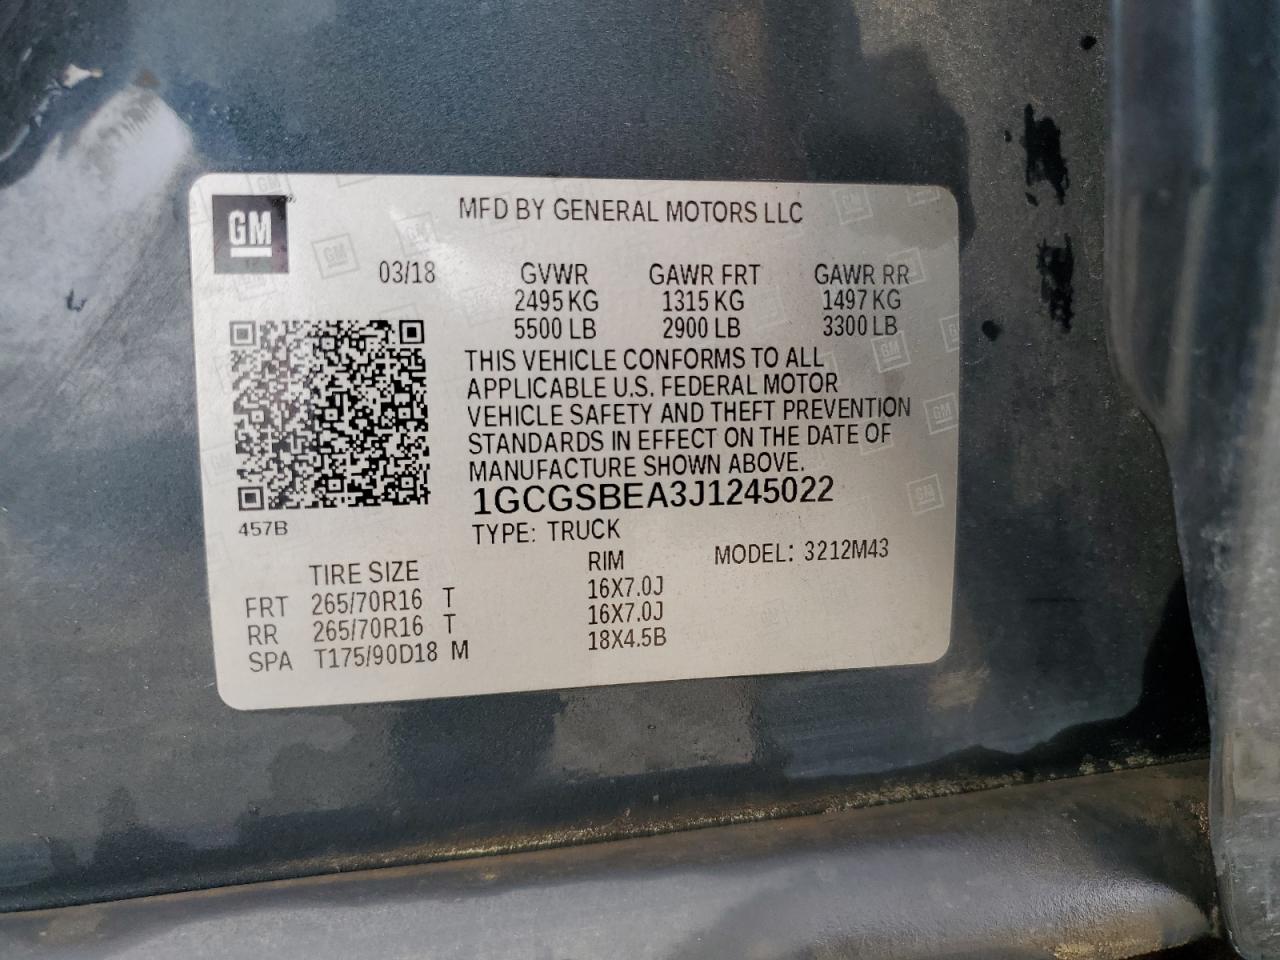 GM
MFD BY GENERAL MOTORS LLC
03/18 GVWR GAWR FRT GAWR RR
2495 KG 1315 KG 1497 KG
5500 LB 2900 LB 3300 LB
THIS VEHICLE CONFORMS TO ALL
APPLICABLE U.S. FEDERAL MOTOR
VEHICLE SAFETY AND THEFT PREVENTION
STANDARDS IN EFFECT ON THE DATE OF
MANUFACTURE SHOWN ABOVE.
1GCGSBEA3J1245022
457B
TYPE: TRUCK
TIRE SIZE RIM MODEL: 3212M43
FRT 265/70R16 T 16X7.0J
RR 265/70R16 T 16X7.0J
SPA T175/90D18 M 18X4.5B